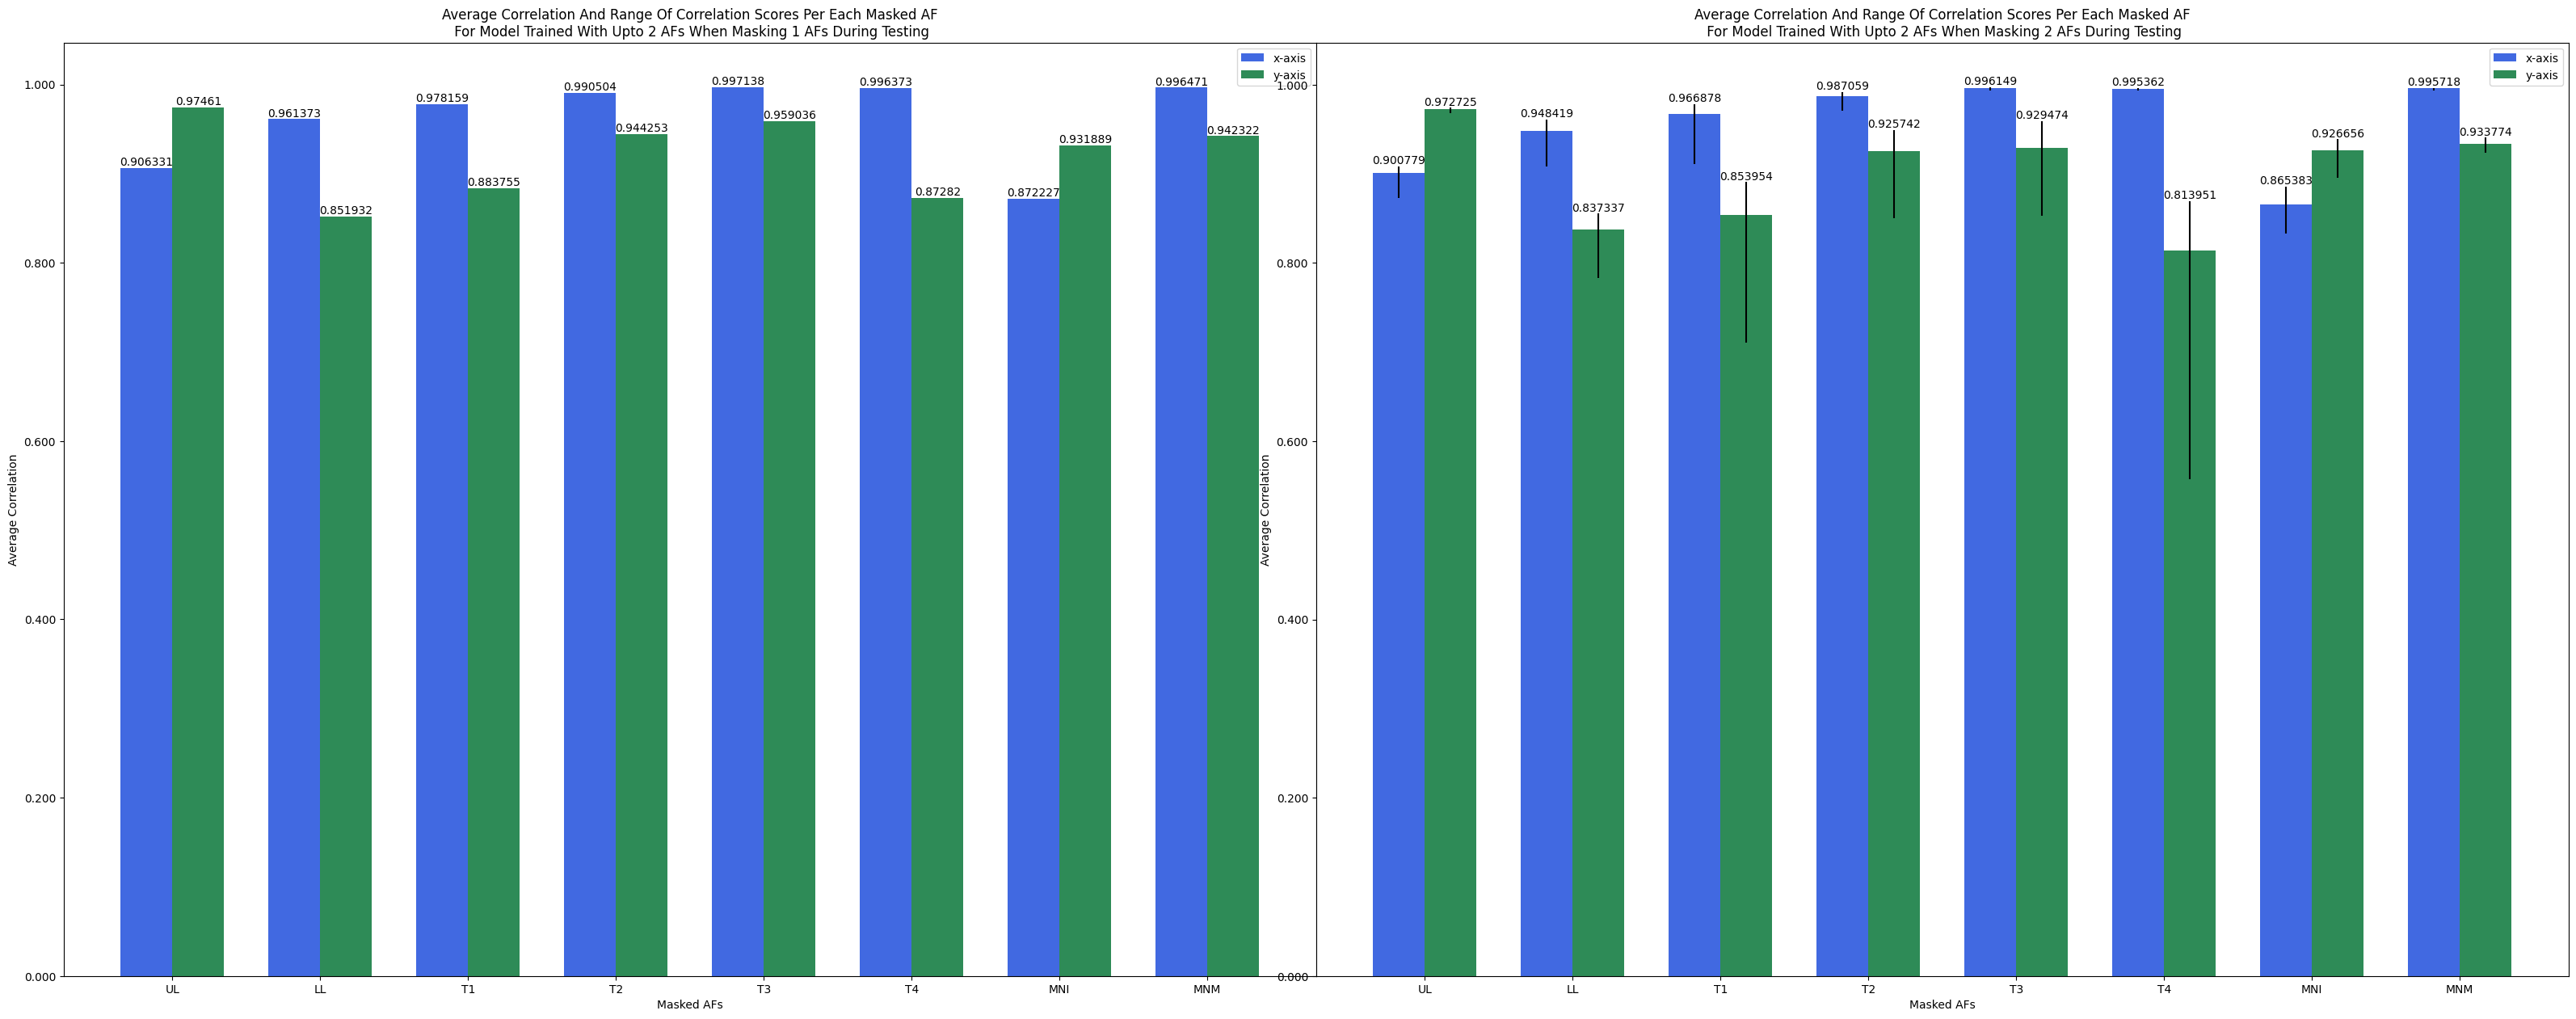 Average Correlation And Range Of Correlation Scores Per Each Masked AF
For Model Trained With Upto 2 AFs When Masking 1 AFs During Testing
x-axis
y-axis
1.000
0.800
0.600
0.400
0.200
0.000
Average Correlation
0.906331
0.97461
0.961373
0.851932
0.978159
0.883755
0.990504
0.944253
0.997138
0.959036
0.996373
0.87282
0.872227
0.931889
0.996471
0.942322
UL
LL
T1
T2
T3
T4
MNI
MNM
Masked AFs
Average Correlation And Range Of Correlation Scores Per Each Masked AF
For Model Trained With Upto 2 AFs When Masking 2 AFs During Testing
x-axis
y-axis
1.000
0.800
0.600
0.400
0.200
0.000
Average Correlation
0.900779
0.972725
0.948419
0.837337
0.966878
0.853954
0.987059
0.925742
0.996149
0.929474
0.995362
0.813951
0.865383
0.926656
0.995718
0.933774
UL
LL
T1
T2
T3
T4
MNI
MNM
Masked AFs